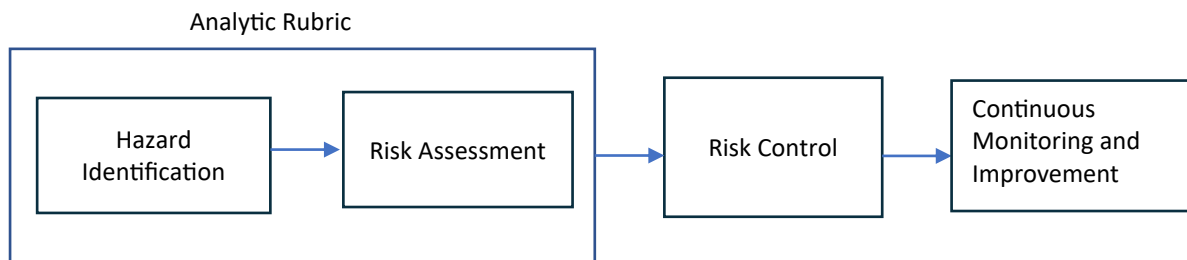 Analytic Rubric
Hazard
Identification
Risk Assessment
Risk Control
Continuous
Monitoring and
Improvement